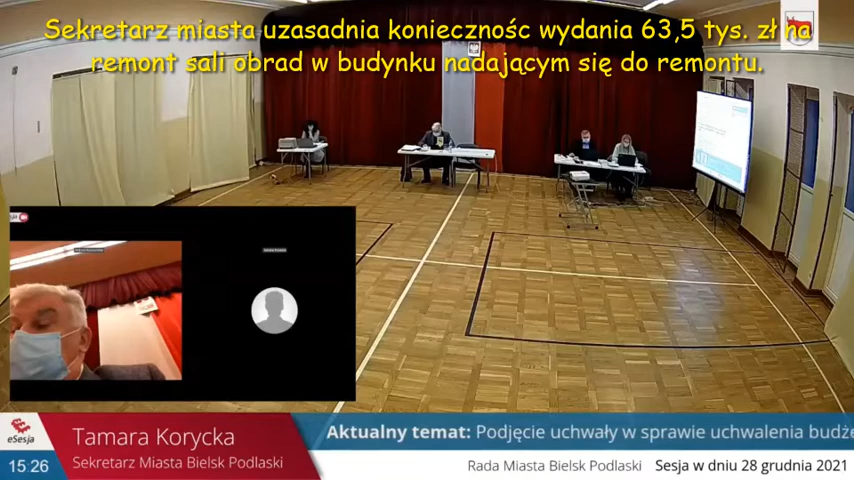 Sekretarz miasta uzasadnia koniecznośc wydania 63,5 tys. zł na
remont sali obrad w budynku nadającym się do remontu.
eSesja
15:26
Tamara Korycka
Sekretarz Miasta Bielsk Podlaski
Aktualny temat: Podjęcie uchwały w sprawie uchwalenia budże
Rada Miasta Bielsk Podlaski Sesja w dniu 28 grudnia 2021